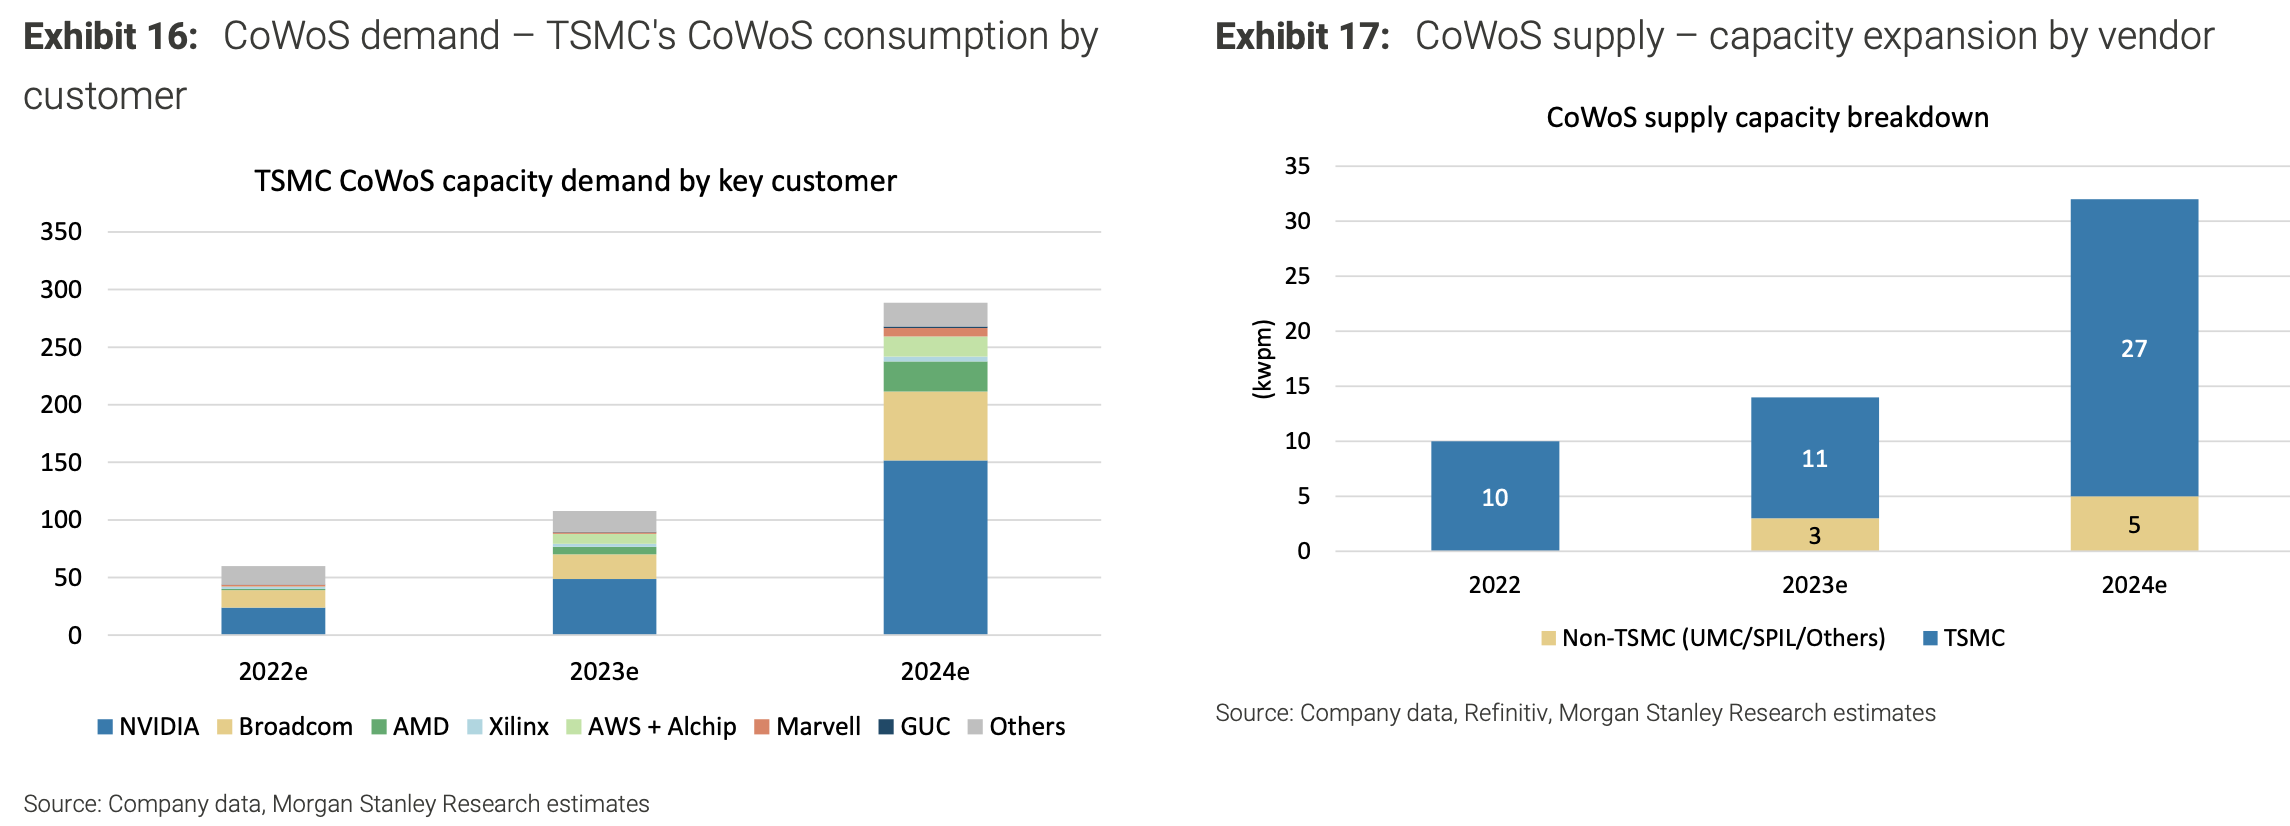 Exhibit 16: CoWoS demand – TSMC's CoWoS consumption by
customer
TSMC CoWoS capacity demand by key customer
350
300
250
200
150
100
50
0
2022e 2023e 2024e
NVIDIA Broadcom AMD Xilinx AWS + Alchip Marvell GUC Others
Source: Company data, Morgan Stanley Research estimates
Exhibit 17: CoWoS supply – capacity expansion by vendor
CoWoS supply capacity breakdown
(kwpm)
35
30
25
20
15
10
5
0
10
11
3
27
5
2022 2023e 2024e
Non-TSMC (UMC/SPIL/Others) TSMC
Source: Company data, Refinitiv, Morgan Stanley Research estimates